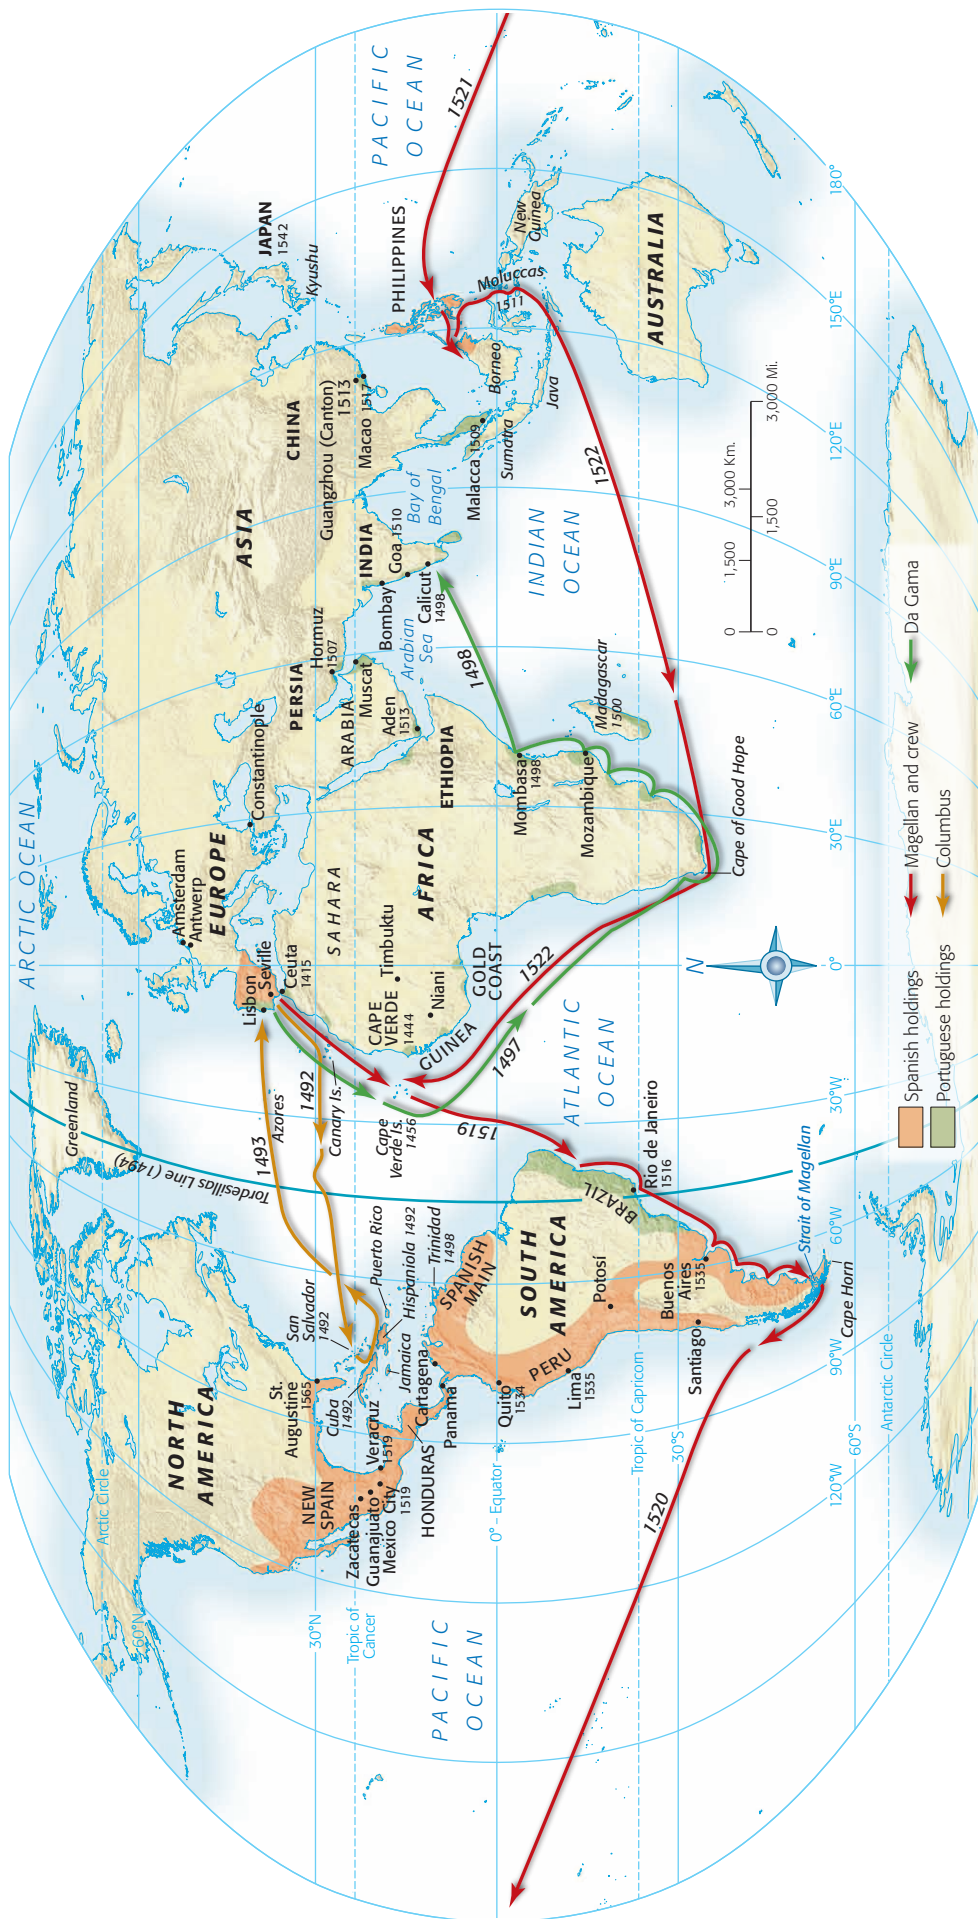 ARCTIC OCEAN
Greenland
Arctic Circle
60°N
NORTH
AMERICA
Tordesillas Line (1494)
Amsterdam
Antwerp
EUROPE
Lisbon
Seville
Ceuta
1415
Constantinople
ASIA
PERSIA
Hormuz
1507
CHINA
JAPAN
1542
Kyushu
PACIFIC
OCEAN
1493
Azores
1492
Canary Is.
St.
Augustine
1565
San
Salvador
1492
30°N
NEW
SPAIN
Cuba
1492
Zacatecas
Guanajuato
Mexico City
1519
Veracruz
1519
Tropic of
Cancer
Puerto Rico
Hispaniola 1492
Jamaica
Trinidad
1498
HONDURAS
Cartagena
Panama
SPANISH
MAIN
SAHARA
CAPE
VERDE
1444
Timbuktu
Niani
AFRICA
Cape
Verde Is.
1456
GUINEA
GOLD
COAST
ETHIOPIA
ARABIA
Muscat
Aden
1513
Arabian
Sea
INDIA
Bombay
Goa 1510
Calicut
1498
Bay of
Bengal
Guangzhou (Canton)
1513
Macao 1517
Malacca 1509
Sumatra
Borneo
Java
PHILIPPINES
Moluccas
1511
New
Guinea
1521
PACIFIC
OCEAN
0° – Equator
Quito
1534
PERU
Lima
1535
SOUTH
AMERICA
Potosí
BRAZIL
Rio de Janeiro
1516
1519
ATLANTIC
OCEAN
1497
1522
Mombasa
1498
Mozambique
Madagascar
1500
1498
INDIAN
OCEAN
1522
AUSTRALIA
Tropic of Capricorn
30°S
1520
Santiago
Buenos
Aires
1535
Cape of Good Hope
Strait of Magellan
Cape Horn
N
0
1,500
3,000 Km.
0
1,500
3,000 Mi.
120°W
90°W
60°W
30°W
0°
30°E
60°E
90°E
120°E
150°E
180°
60°S
Antarctic Circle
Spanish holdings
Portuguese holdings
Magellan and crew
Columbus
Da Gama